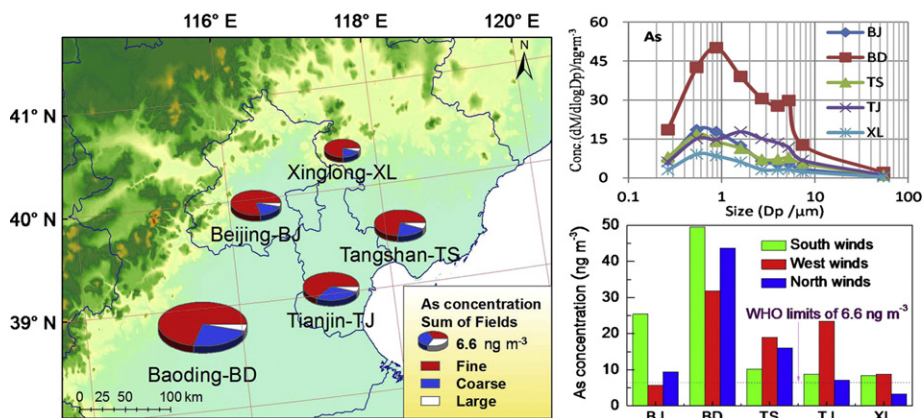 116° E
118° E
120° E
N
41° N
40° N
39° N
Xinglong-XL
Beijing-BJ
Tangshan-TS
Tianjin-TJ
Baoding-BD
0 20 40 60 80 100 km
As concentration
Sum of Fields
6.6 ng m⁻³
Fine
Coarse
Large
As
Conc.(dM/dlogDp)/ng•m⁻³
60
45
30
15
0
BJ
BD
TS
TJ
XL
0.1 1 10 100
Size (Dp /μm)
As concentration (ng m⁻³)
50
40
30
20
10
0
South winds
West winds
North winds
WHO limits of 6.6 ng m⁻³
BJ BD TS TJ XL